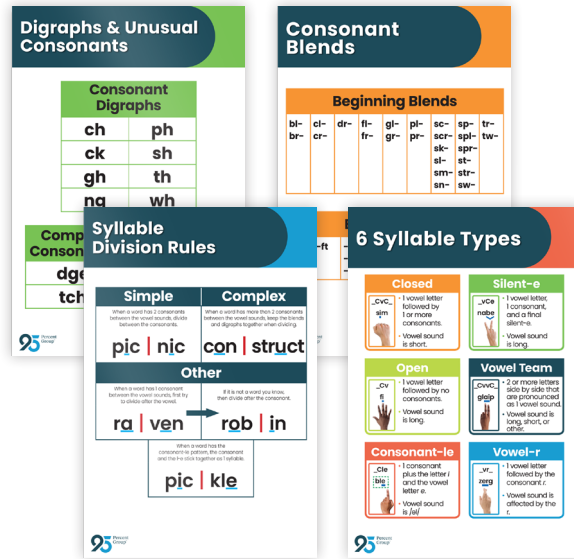 Digraphs & Unusual
Consonants
Consonant
Digraphs
ch ph
ck sh
gh th
ng wh
Comp
Conson
dge
tch
95 Percent
Group
Consonant
Blends
Beginning Blends
bl- cl- dr- fl- gl- pl- sc- sp- tr-
br- cr- fr- gr- pr- scr- spl- tw-
sk- spr-
sl- st-
sm- str-
sn- sw-
-ft
Syllable
Division Rules
Simple Complex
When a word has 2 consonants
between the vowel sounds, divide
between the consonants.
When a word has more than 2 consonants
between the vowel sounds, keep the blends
and digraphs together when dividing.
pic | nic con | struct
Other
When a word has 1 consonant
between the vowel sounds, first try
to divide after the vowel.
If it is not a word you know,
then divide after the consonant.
ra | ven rob | in
When a word has the
consonant-le pattern, the consonant
and the l-e click together as 1 syllable.
pic | kle
95 Percent
Group
6 Syllable Types
Closed
_CvC_
sim
• 1 vowel letter
followed by
1 or more
consonants.
• Vowel sound
is short.
Silent-e
_vCe
nabe
• 1 vowel letter,
1 consonant,
and a final
silent-e.
• Vowel sound
is long.
Open
_Cv
fi
• 1 vowel letter
followed by no
consonants.
• Vowel sound
is long.
Vowel Team
_CvvC_
glaip
• 2 or more letters
side by side that
are pronounced
as 1 vowel sound.
• Vowel sound is
long, short, or
other.
Consonant-le
_Cle
ble
• 1 consonant
plus the letter l
and the vowel
letter e.
• Vowel sound
is /əl/
Vowel-r
_vr_
zerg
• 1 vowel letter
followed by the
consonant r.
• Vowel sound is
affected by the
r.
95 Percent
Group